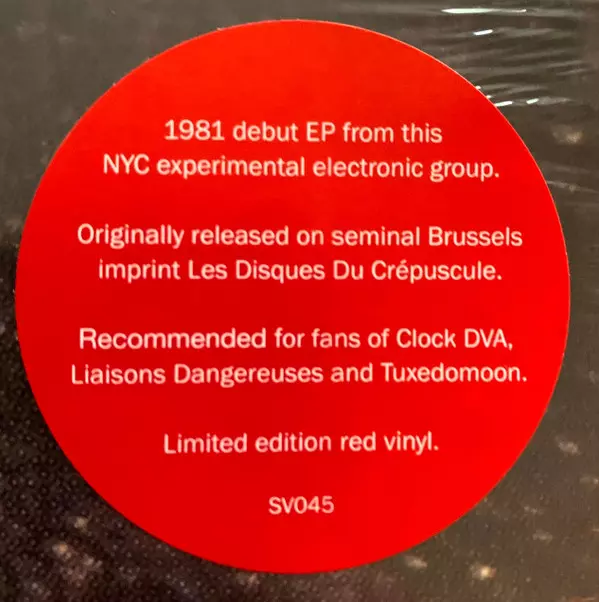 1981 debut EP from this
NYC experimental electronic group.
Originally released on seminal Brussels
imprint Les Disques Du Crépuscule.
Recommended for fans of Clock DVA,
Liaisons Dangereuses and Tuxedomoon.
Limited edition red vinyl.
SV045